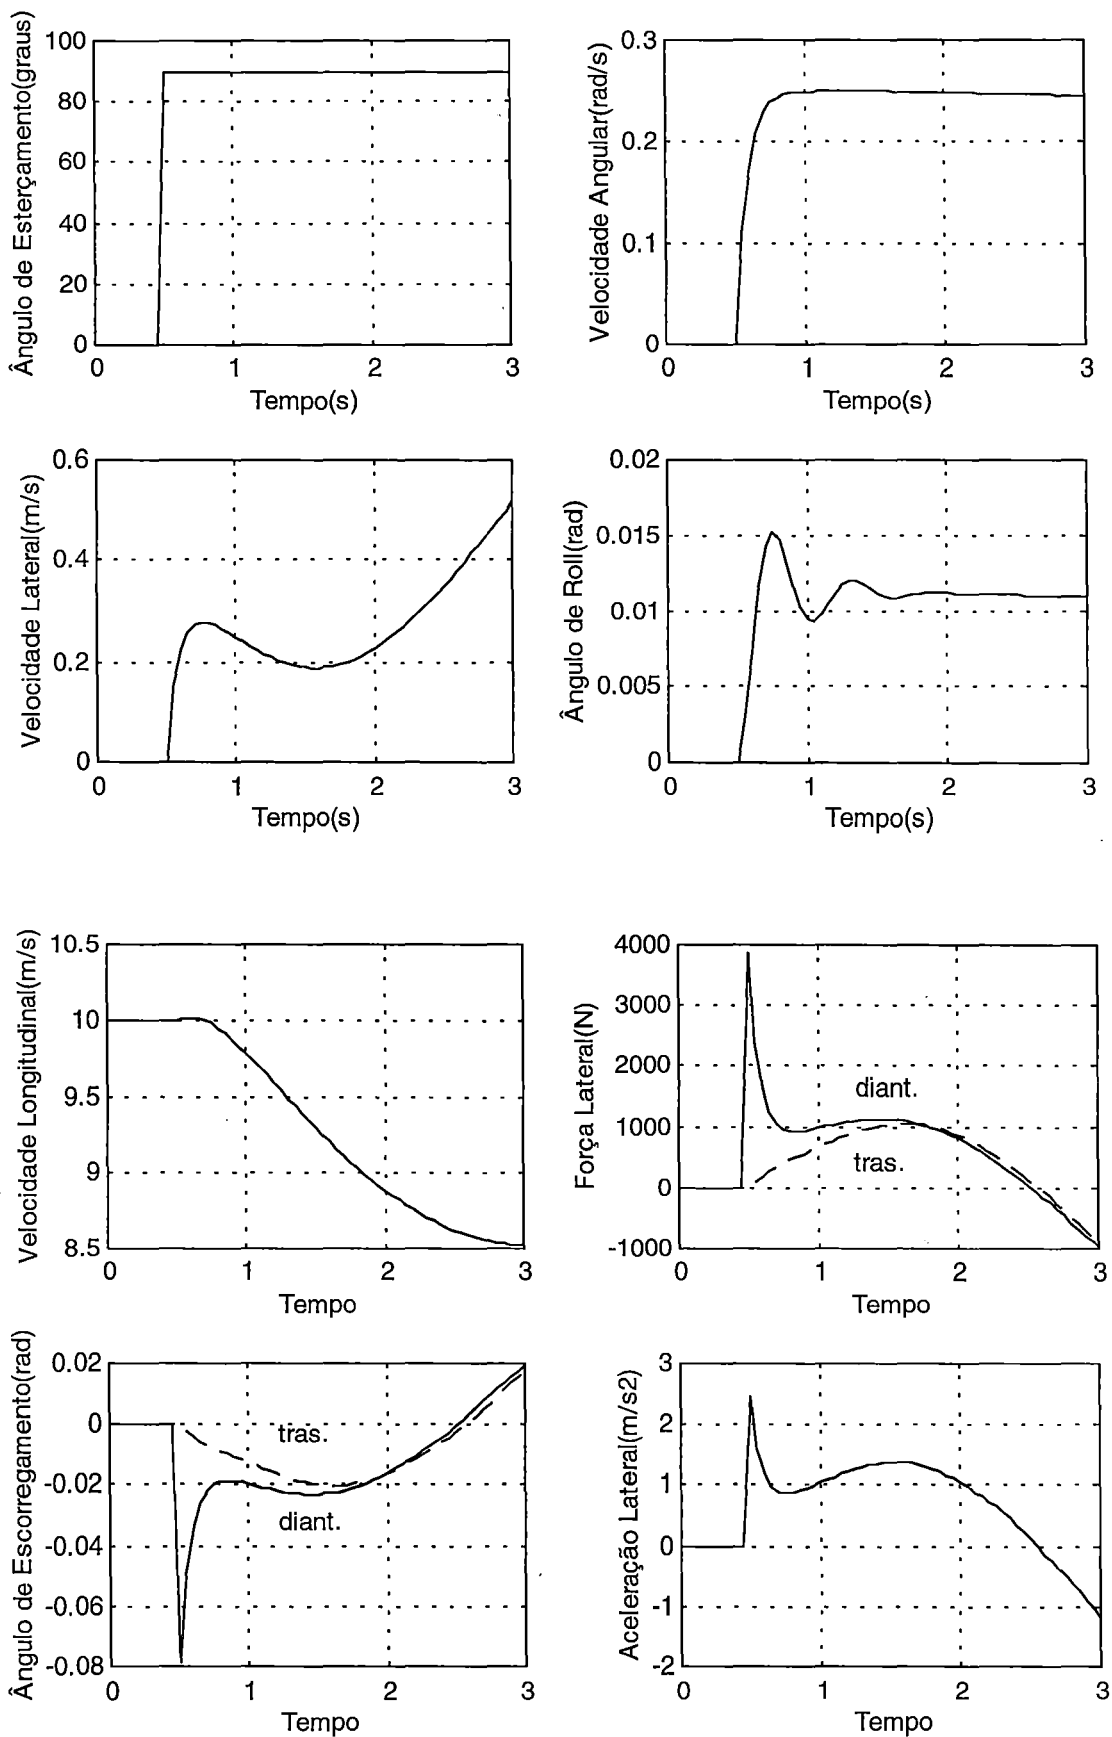 Ângulo de Esterçamento(graus)
100
80
60
40
20
0
0 1 2 3
Tempo(s)
Velocidade Angular(rad/s)
0.3
0.2
0.1
0
0 1 2 3
Tempo(s)
Velocidade Lateral(m/s)
0.6
0.4
0.2
0
0 1 2 3
Tempo(s)
Ângulo de Roll(rad)
0.02
0.015
0.01
0.005
0
0 1 2 3
Tempo(s)
Velocidade Longitudinal(m/s)
10.5
10
9.5
9
8.5
0 1 2 3
Tempo
Força Lateral(N)
4000
3000
2000
1000
0
-1000
diant.
tras.
0 1 2 3
Tempo
Ângulo de Escorregamento(rad)
0.02
0
-0.02
-0.04
-0.06
-0.08
tras.
diant.
0 1 2 3
Tempo
Aceleração Lateral(m/s2)
3
2
1
0
-1
-2
0 1 2 3
Tempo